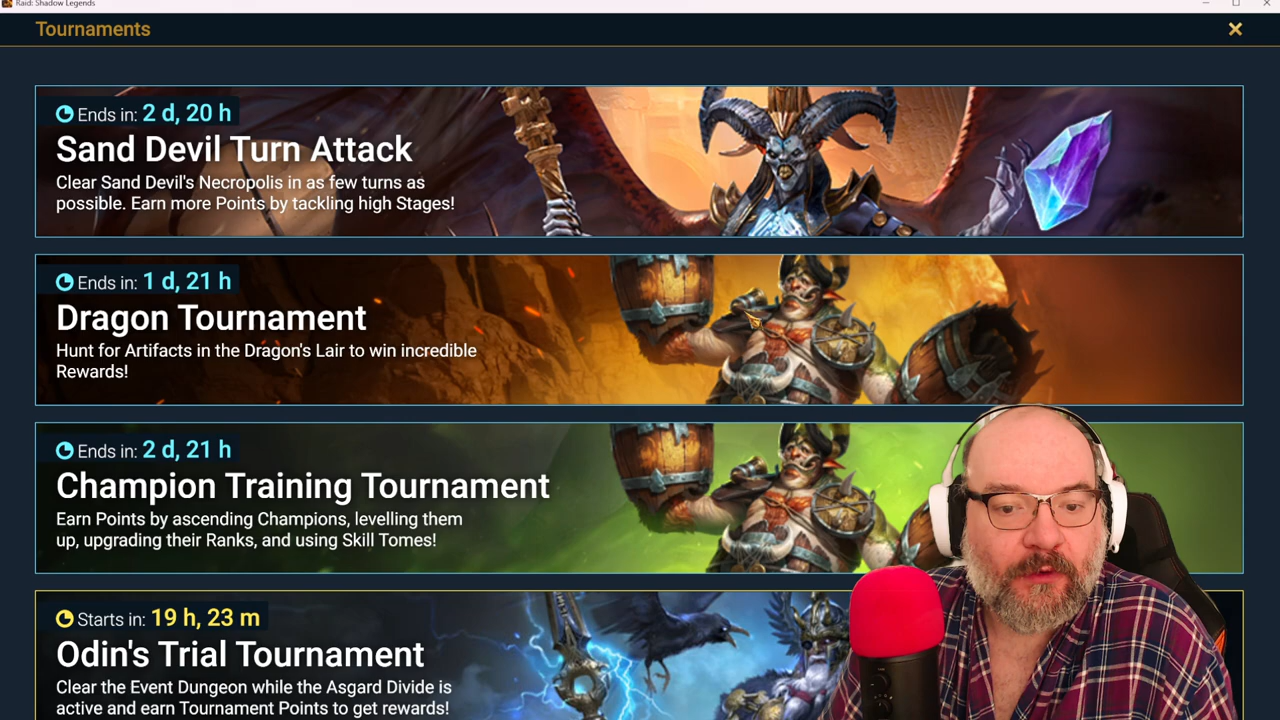 Raid: Shadow Legends
Tournaments
Ends in: 2 d, 20 h
Sand Devil Turn Attack
Clear Sand Devil's Necropolis in as few turns as
possible. Earn more Points by tackling high Stages!
Ends in: 1 d, 21 h
Dragon Tournament
Hunt for Artifacts in the Dragon's Lair to win incredible
Rewards!
Ends in: 2 d, 21 h
Champion Training Tournament
Earn Points by ascending Champions, levelling them
up, upgrading their Ranks, and using Skill Tomes!
Starts in: 19 h, 23 m
Odin's Trial Tournament
Clear the Event Dungeon while the Asgard Divide is
active and earn Tournament Points to get rewards!